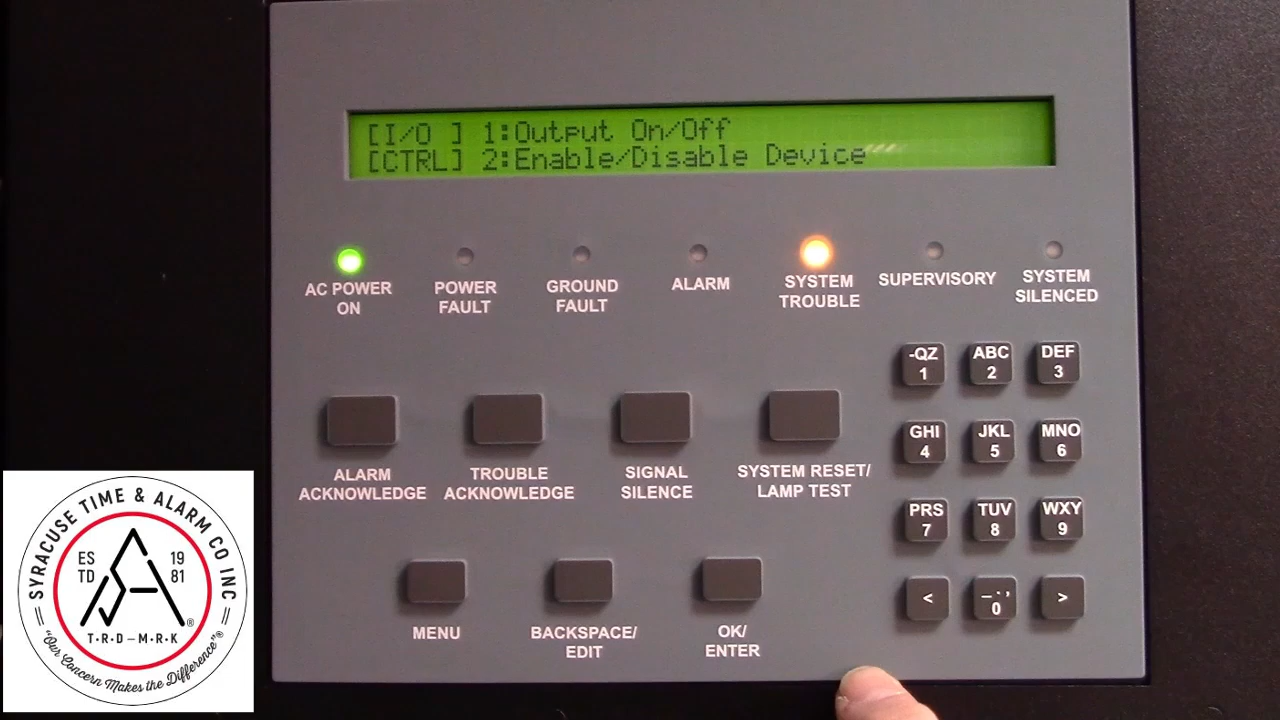 [I/O ] 1:Output On/Off
[CTRL] 2:Enable/Disable Device
AC POWER
ON
POWER
FAULT
GROUND
FAULT
ALARM
SYSTEM
TROUBLE
SUPERVISORY
SYSTEM
SILENCED
-QZ
1
ABC
2
DEF
3
GHI
4
JKL
5
MNO
6
PRS
7
TUV
8
WXY
9
<
_.,
0
>
ALARM
ACKNOWLEDGE
TROUBLE
ACKNOWLEDGE
SIGNAL
SILENCE
SYSTEM RESET/
LAMP TEST
MENU
BACKSPACE/
EDIT
OK/
ENTER
SYRACUSE TIME & ALARM CO INC
ES
TD
19
81
SA
®
T•R•D–M•R•K
"Our Concern Makes the Difference"®